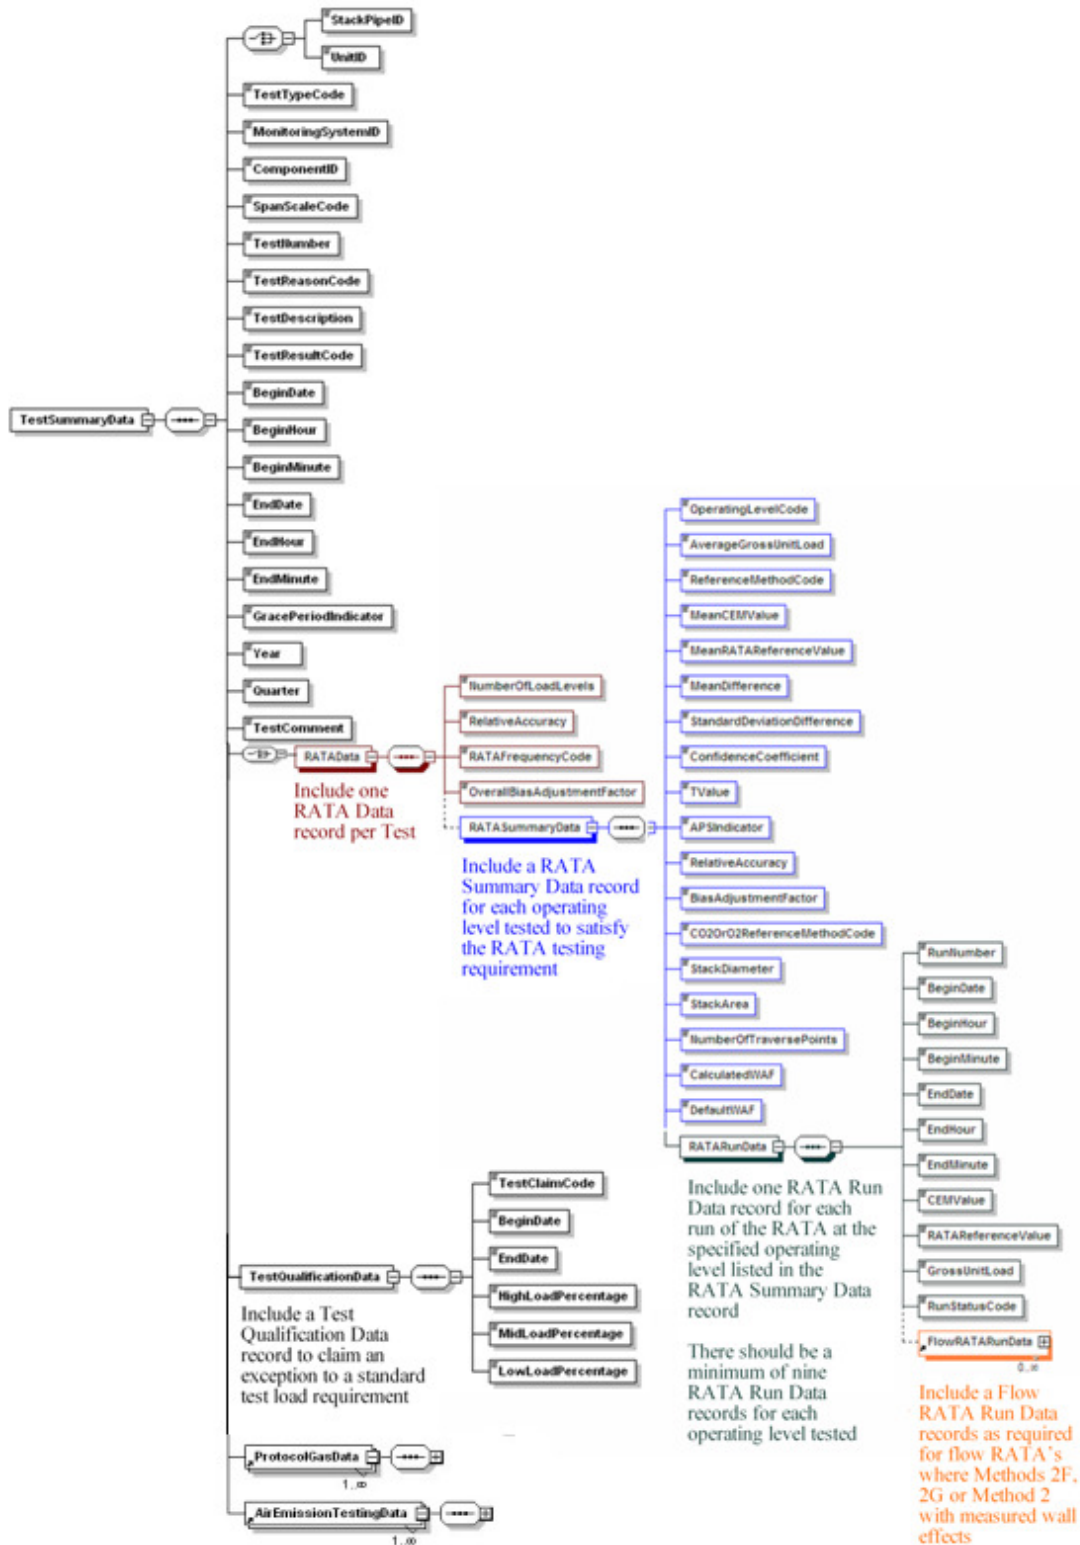 StackPipeID
UnitID
TestTypeCode
MonitoringSystemID
ComponentID
SpanScaleCode
TestNumber
TestReasonCode
TestDescription
TestResultCode
BeginDate
TestSummaryData
BeginHour
BeginMinute
EndDate
EndHour
EndMinute
GracePeriodIndicator
Year
Quarter
TestComment
RATAData
Include one
RATA Data
record per Test
NumberOfLoadLevels
RelativeAccuracy
RATAFrequencyCode
OverallBiasAdjustmentFactor
RATASummaryData
Include a RATA
Summary Data record
for each operating
level tested to satisfy
the RATA testing
requirement
OperatingLevelCode
AverageGrossUnitLoad
ReferenceMethodCode
MeanCEMValue
MeanRATAReferenceValue
MeanDifference
StandardDeviationDifference
ConfidenceCoefficient
TValue
APSIndicator
RelativeAccuracy
BiasAdjustmentFactor
CO2OrO2ReferenceMethodCode
StackDiameter
StackArea
NumberOfTraversePoints
CalculatedWAF
DefaultWAF
RATARunData
Include one RATA Run
Data record for each
run of the RATA at the
specified operating
level listed in the
RATA Summary Data
record
There should be a
minimum of nine
RATA Run Data
records for each
operating level tested
RunNumber
BeginDate
BeginHour
BeginMinute
EndDate
EndHour
EndMinute
CEMValue
RATAReferenceValue
GrossUnitLoad
RunStatusCode
FlowRATARunData
0..∞
Include a Flow
RATA Run Data
records as required
for flow RATA's
where Methods 2F,
2G or Method 2
with measured wall
effects
TestQualificationData
Include a Test
Qualification Data
record to claim an
exception to a standard
test load requirement
TestClaimCode
BeginDate
EndDate
HighLoadPercentage
MidLoadPercentage
LowLoadPercentage
ProtocolGasData
1..∞
AirEmissionTestingData
1..∞